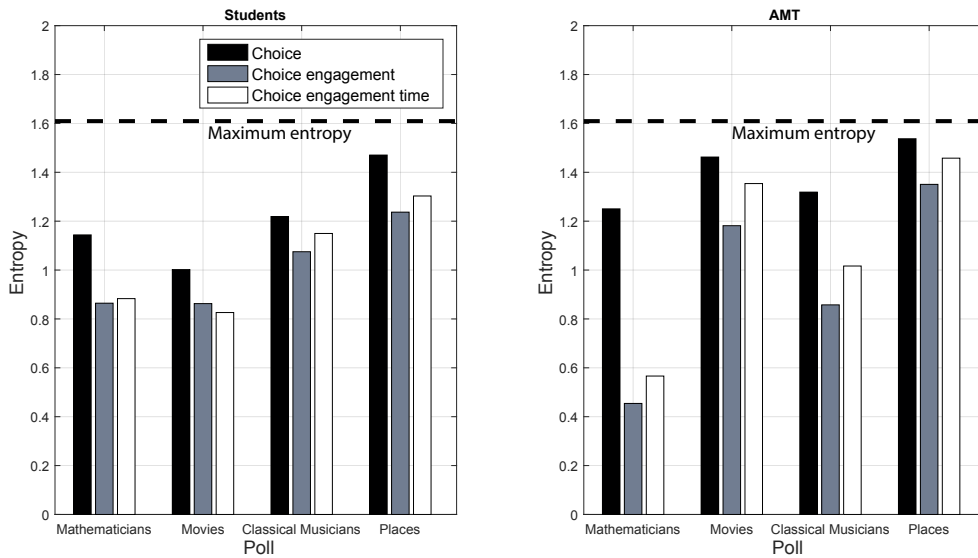 Students
Entropy
2
1.8
1.6
1.4
1.2
1
0.8
0.6
0.4
0.2
0
Choice
Choice engagement
Choice engagement time
Maximum entropy
Mathematicians Movies Classical Musicians Places
Poll
AMT
Entropy
2
1.8
1.6
1.4
1.2
1
0.8
0.6
0.4
0.2
0
Maximum entropy
Mathematicians Movies Classical Musicians Places
Poll